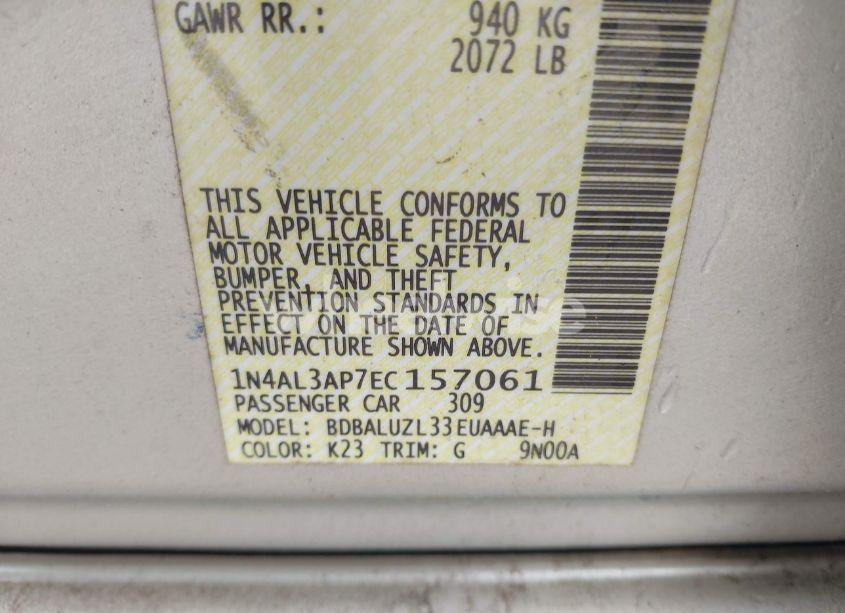 GAWR RR.: 940 KG
2072 LB
THIS VEHICLE CONFORMS TO
ALL APPLICABLE FEDERAL
MOTOR VEHICLE SAFETY,
BUMPER, AND THEFT
PREVENTION STANDARDS IN
EFFECT ON THE DATE OF
MANUFACTURE SHOWN ABOVE.
1N4AL3AP7EC157061
PASSENGER CAR 309
MODEL: BDBALUZL33EUAAAE-H
COLOR: K23 TRIM: G 9N00A